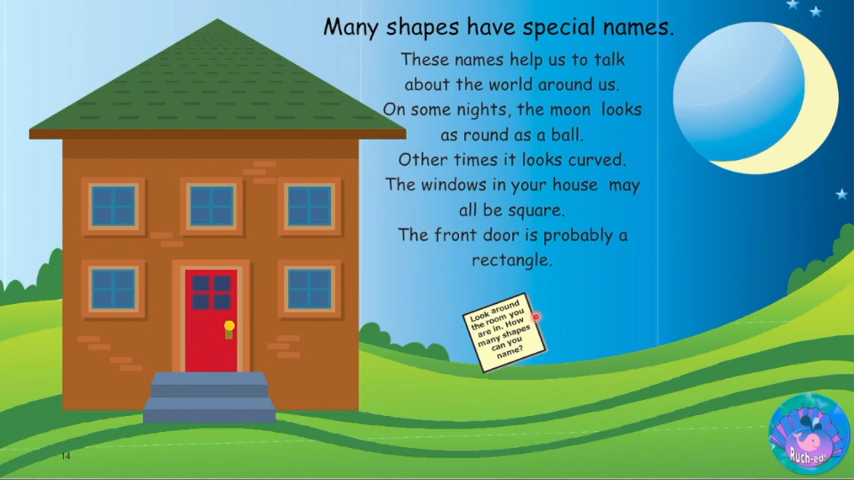 Many shapes have special names.
These names help us to talk
about the world around us.
On some nights, the moon looks
as round as a ball.
Other times it looks curved.
The windows in your house may
all be square.
The front door is probably a
rectangle.
Look around
the room you
are in. How
many shapes
can you
name?
14
Ruch-edu